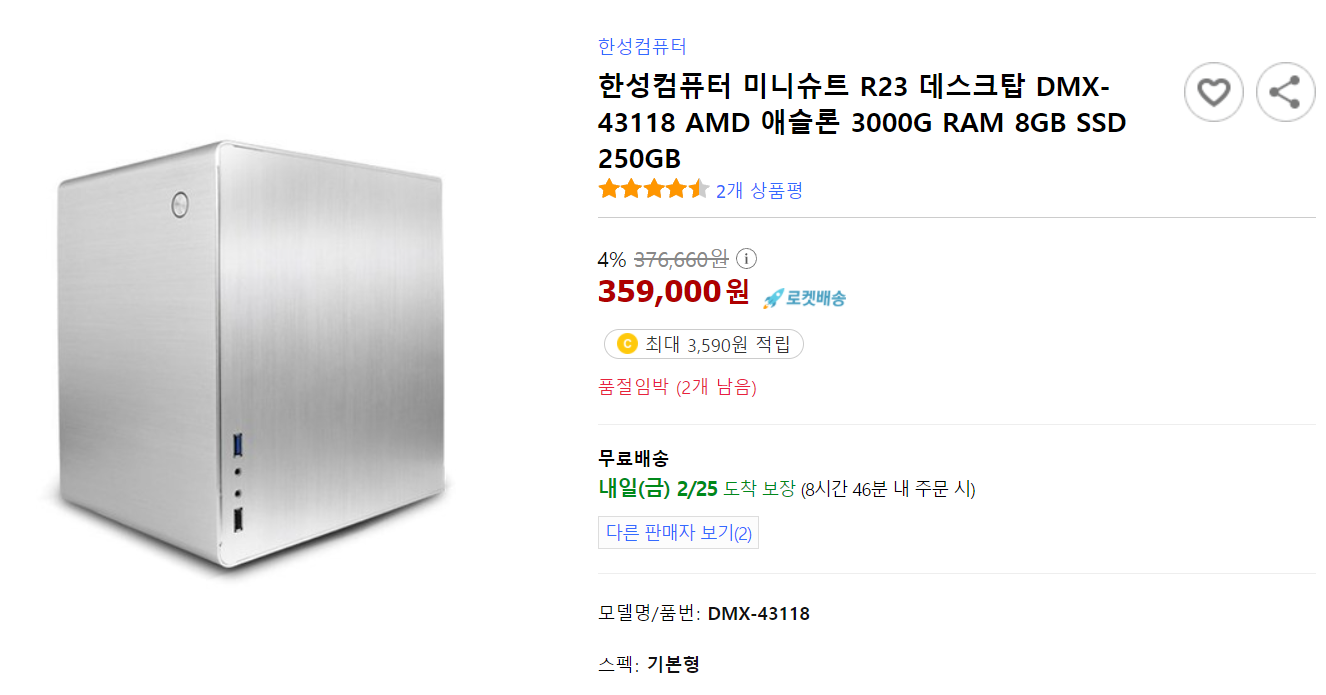 한성컴퓨터
한성컴퓨터 미니슈트 R23 데스크탑 DMX-
43118 AMD 애슬론 3000G RAM 8GB SSD
250GB
2개 상품평
4% 376,660원 i
359,000원 로켓배송
C 최대 3,590원 적립
품절임박 (2개 남음)
무료배송
내일(금) 2/25 도착 보장 (8시간 46분 내 주문 시)
다른 판매자 보기(2)
모델명/품번: DMX-43118
스펙: 기본형